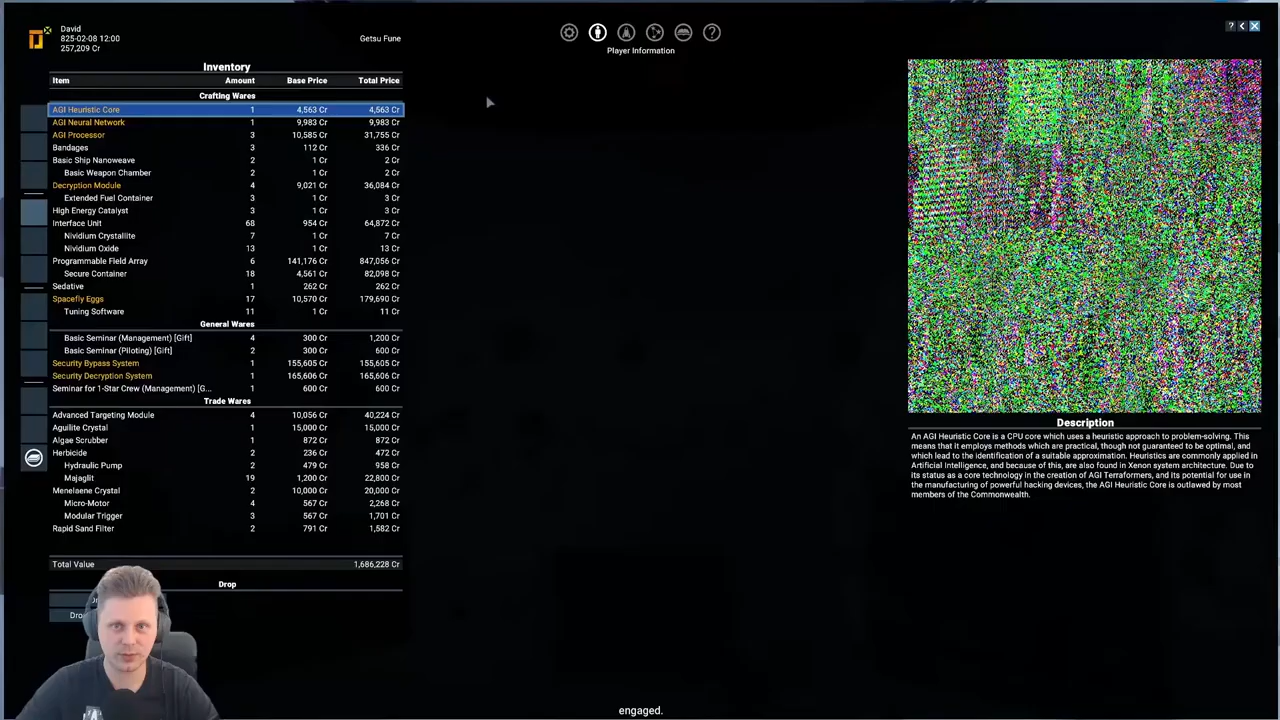 David
825-02-08 12:00
257,209 Cr
Getsu Fune
Player Information
? <
Inventory
Item Amount Base Price Total Price
Crafting Wares
AGI Heuristic Core 1 4,563 Cr 4,563 Cr
AGI Neural Network 1 9,983 Cr 9,983 Cr
AGI Processor 3 10,585 Cr 31,755 Cr
Bandages 3 112 Cr 336 Cr
Basic Ship Nanoweave 2 1 Cr 2 Cr
Basic Weapon Chamber 2 1 Cr 2 Cr
Decryption Module 4 9,021 Cr 36,084 Cr
Extended Fuel Container 3 1 Cr 3 Cr
High Energy Catalyst 3 1 Cr 3 Cr
Interface Unit 68 954 Cr 64,872 Cr
Nividium Crystallite 7 1 Cr 7 Cr
Nividium Oxide 13 1 Cr 13 Cr
Programmable Field Array 6 141,176 Cr 847,056 Cr
Secure Container 18 4,561 Cr 82,098 Cr
Sedative 1 262 Cr 262 Cr
Spacefly Eggs 17 10,570 Cr 179,690 Cr
Tuning Software 11 1 Cr 11 Cr
General Wares
Basic Seminar (Management) [Gift] 4 300 Cr 1,200 Cr
Basic Seminar (Piloting) [Gift] 2 300 Cr 600 Cr
Security Bypass System 1 155,605 Cr 155,605 Cr
Security Decryption System 1 165,606 Cr 165,606 Cr
Seminar for 1-Star Crew (Management) [G... 1 600 Cr 600 Cr
Trade Wares
Advanced Targeting Module 4 10,056 Cr 40,224 Cr
Aguilite Crystal 1 15,000 Cr 15,000 Cr
Algae Scrubber 1 872 Cr 872 Cr
Herbicide 2 236 Cr 472 Cr
Hydraulic Pump 2 479 Cr 958 Cr
Majaglit 19 1,200 Cr 22,800 Cr
Menelaene Crystal 2 10,000 Cr 20,000 Cr
Micro-Motor 4 567 Cr 2,268 Cr
Modular Trigger 3 567 Cr 1,701 Cr
Rapid Sand Filter 2 791 Cr 1,582 Cr
Total Value 1,686,228 Cr
Drop
Description
An AGI Heuristic Core is a CPU core which uses a heuristic approach to problem-solving. This
means that it employs methods which are practical, though not guaranteed to be optimal, and
which lead to the identification of a suitable approximation. Heuristics are commonly applied in
Artificial Intelligence, and because of this, are also found in Xenon system architecture. Due to
its status as a core technology in the creation of AGI Terraformers, and its potential for use in
the manufacturing of powerful hacking devices, the AGI Heuristic Core is outlawed by most
members of the Commonwealth.
engaged.